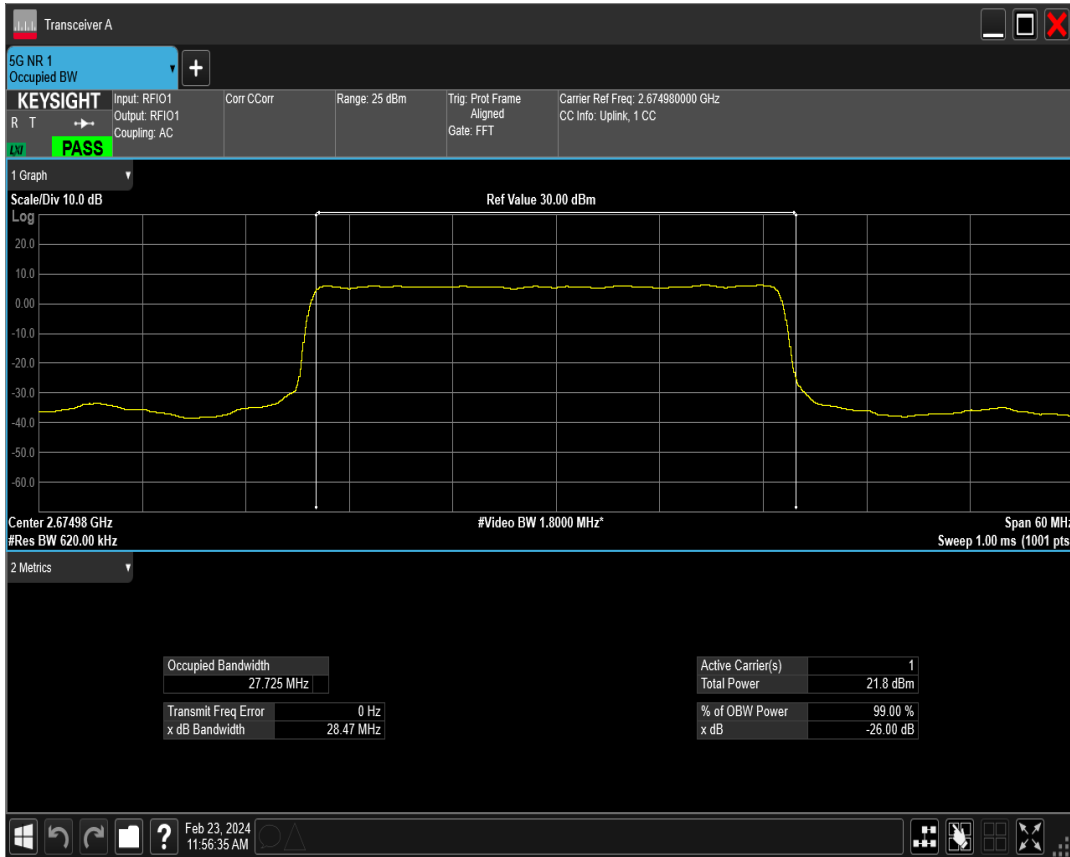 Transceiver A
5G NR 1
Occupied BW
KEYSIGHT
R T
LXI
PASS
Input: RFIO1
Output: RFIO1
Coupling: AC
Corr CCorr
Range: 25 dBm
Trig: Prot Frame
Aligned
Gate: FFT
Carrier Ref Freq: 2.674980000 GHz
CC Info: Uplink, 1 CC
1 Graph
Scale/Div 10.0 dB
Ref Value 30.00 dBm
Log
20.0
10.0
0.00
-10.0
-20.0
-30.0
-40.0
-50.0
-60.0
Center 2.67498 GHz
#Video BW 1.8000 MHz*
Span 60 MHz
#Res BW 620.00 kHz
Sweep 1.00 ms (1001 pts
2 Metrics
Occupied Bandwidth
27.725 MHz
Transmit Freq Error 0 Hz
x dB Bandwidth 28.47 MHz
Active Carrier(s) 1
Total Power 21.8 dBm
% of OBW Power 99.00 %
x dB -26.00 dB
?
Feb 23, 2024
11:56:35 AM